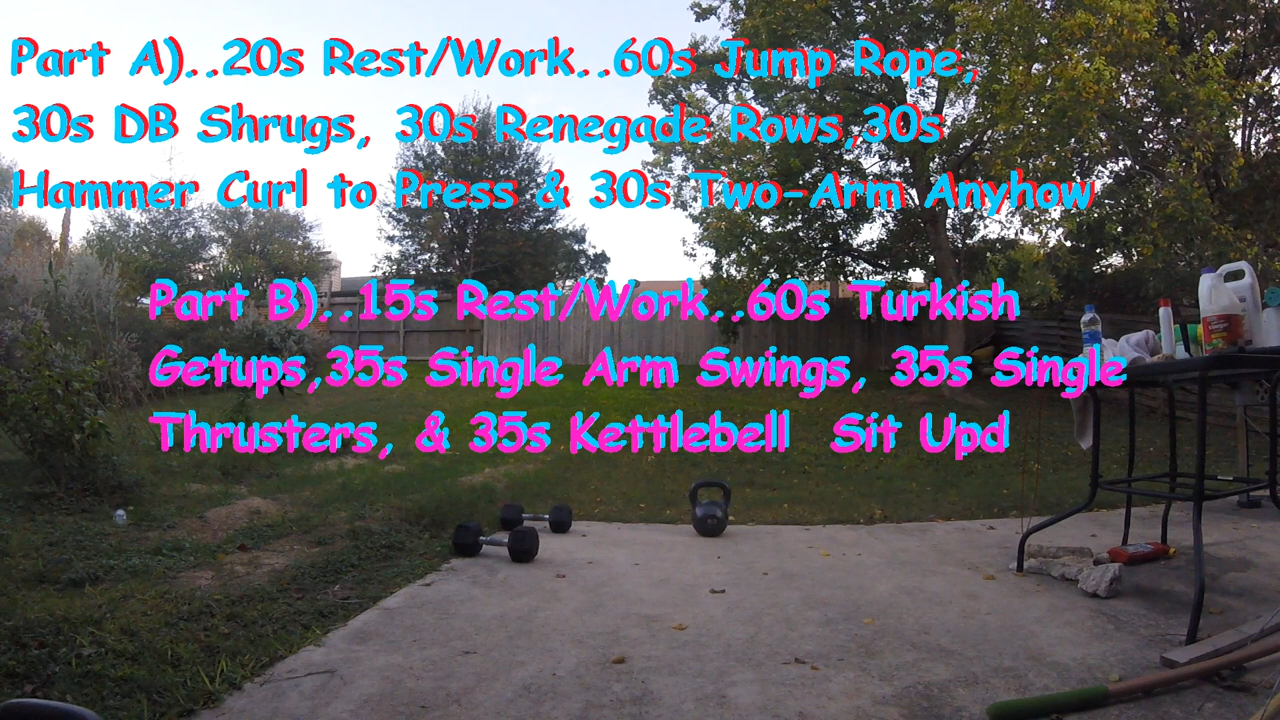 Part A)..20s Rest/Work..60s Jump Rope,
30s DB Shrugs, 30s Renegade Rows,30s
Hammer Curl to Press & 30s Two-Arm Anyhow
Part B)..15s Rest/Work..60s Turkish
Getups,35s Single Arm Swings, 35s Single
Thrusters, & 35s Kettlebell  Sit Upd